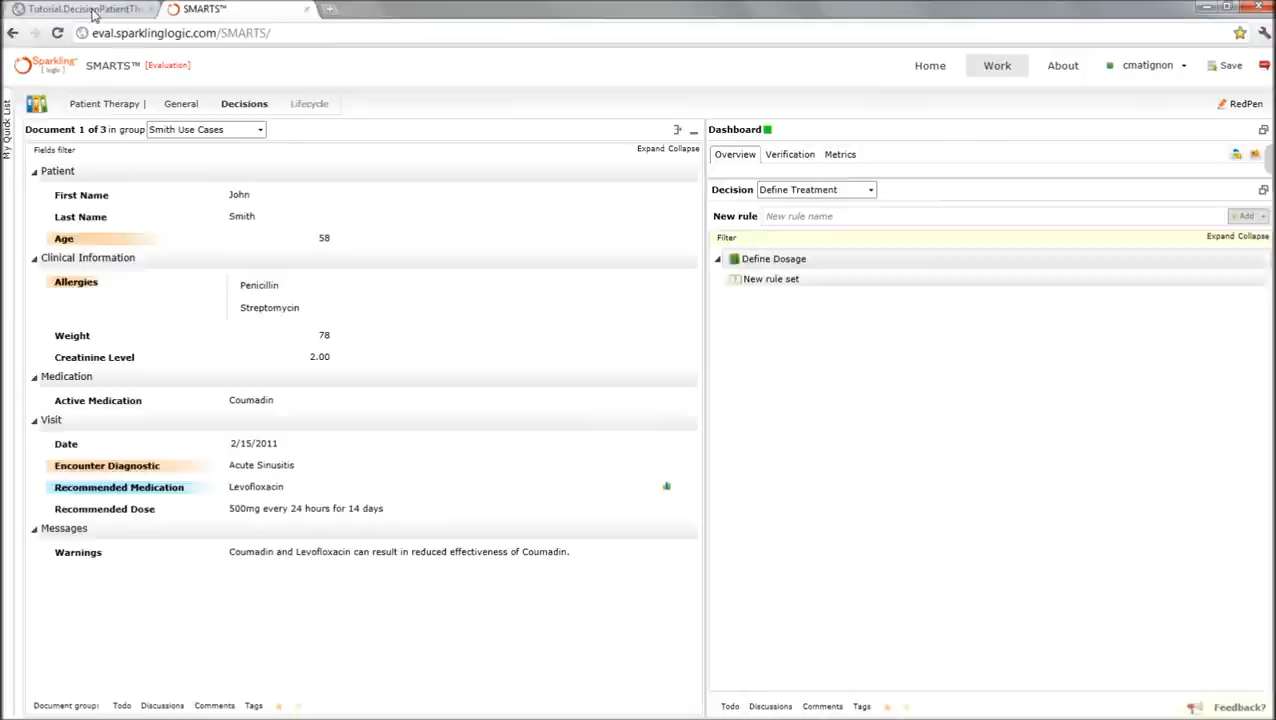 Tutorial.DecisionPatientTh
SMARTS™
eval.sparklinglogic.com/SMARTS/
Sparkling
[ logic ]
SMARTS™ [Evaluation]
Home
Work
About
cmatignon
Save
My Quick List
Patient Therapy |
General
Decisions
Lifecycle
RedPen
Document 1 of 3 in group Smith Use Cases
Fields filter
Expand Collapse
Patient
First Name John
Last Name Smith
Age 58
Clinical Information
Allergies Penicillin
Streptomycin
Weight 78
Creatinine Level 2.00
Medication
Active Medication Coumadin
Visit
Date 2/15/2011
Encounter Diagnostic Acute Sinusitis
Recommended Medication Levofloxacin
Recommended Dose 500mg every 24 hours for 14 days
Messages
Warnings Coumadin and Levofloxacin can result in reduced effectiveness of Coumadin.
Document group: Todo Discussions Comments Tags
Dashboard
Overview Verification Metrics
Decision Define Treatment
New rule New rule name
Add
Filter
Expand Collapse
Define Dosage
New rule set
Todo Discussions Comments Tags
Feedback?